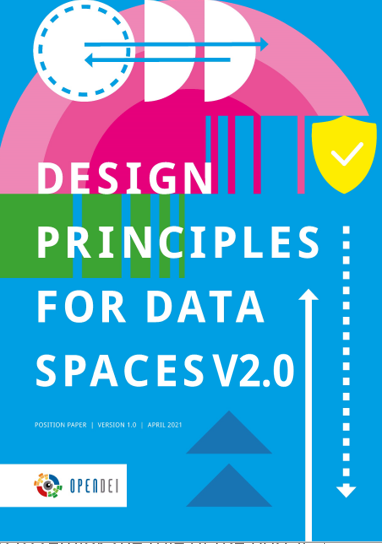 DESIGN
PRINCIPLES
FOR DATA
SPACES V2.0
POSITION PAPER | VERSION 1.0 | APRIL 2021
OPENDEI